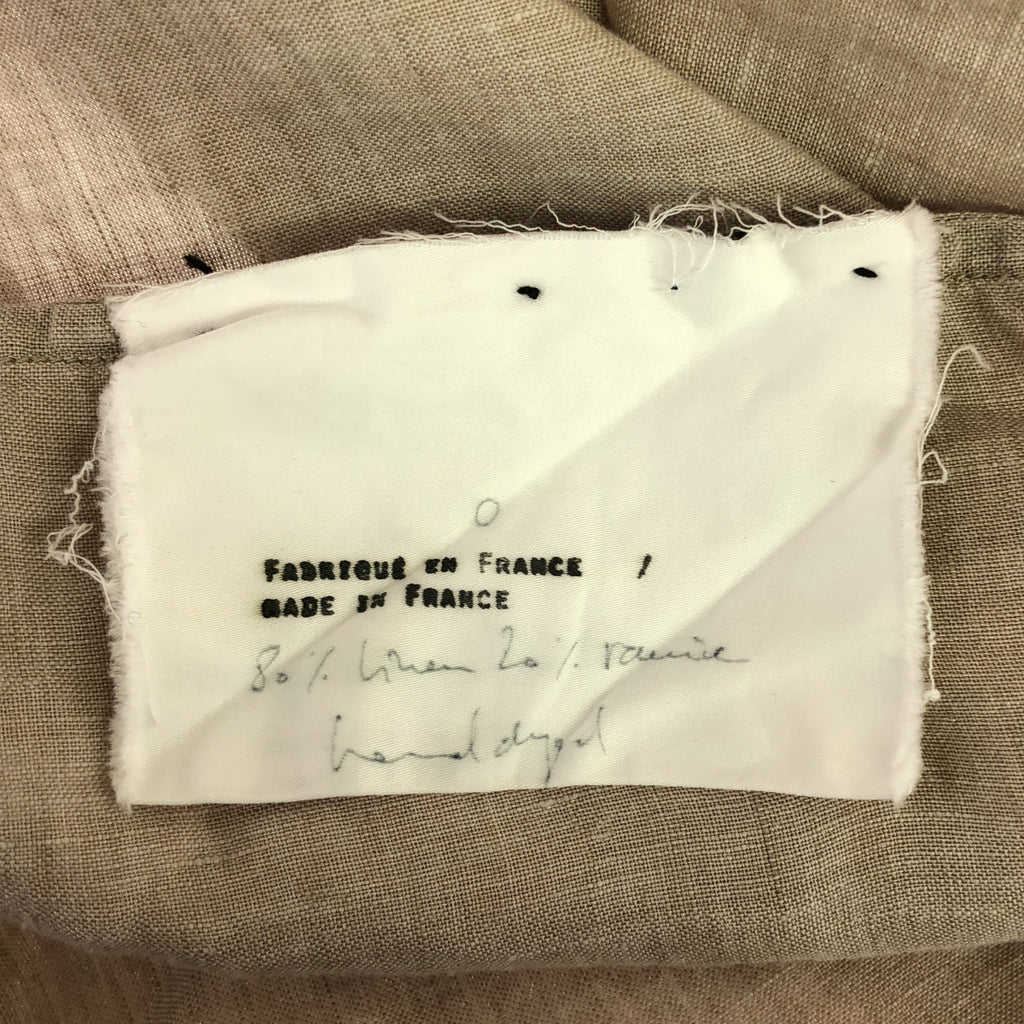 0
FABRIQUÉ EN FRANCE /
MADE IN FRANCE
80% linen 20% ramie
hand dyed